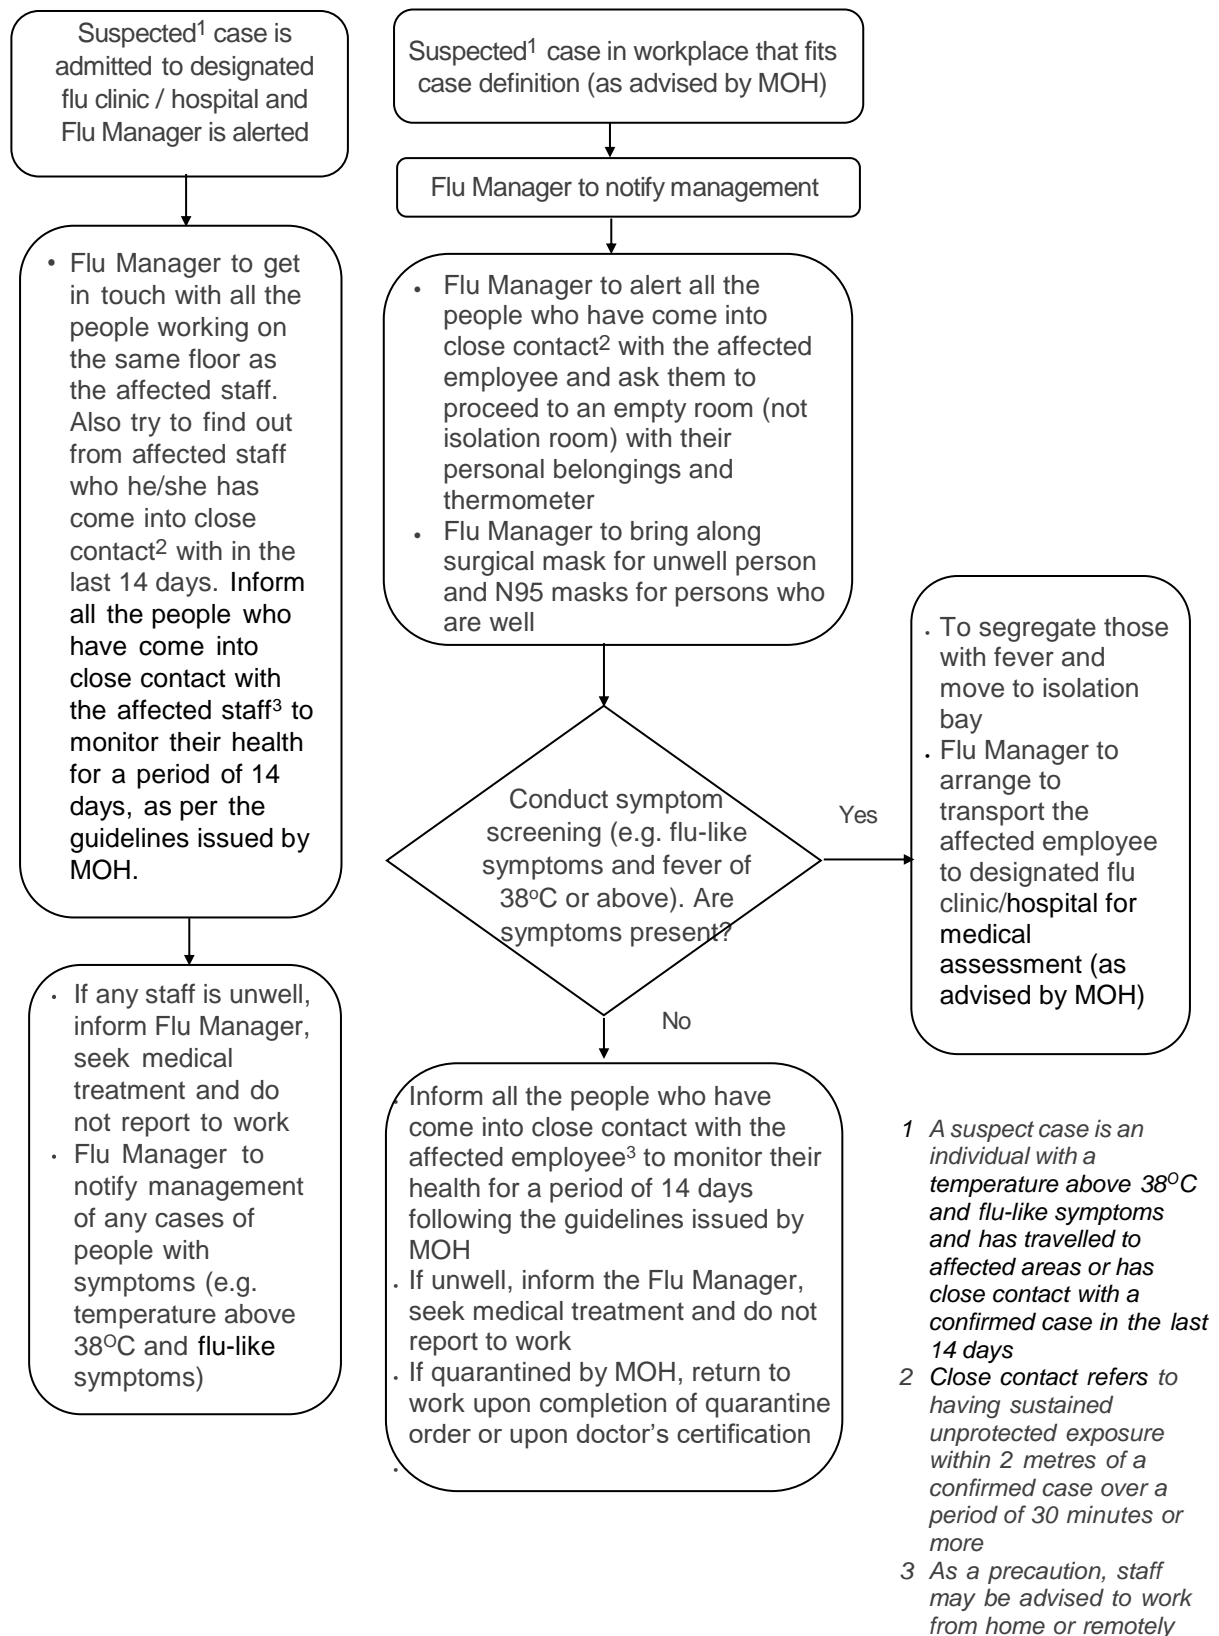 Suspected1 case is
admitted to designated
flu clinic / hospital and
Flu Manager is alerted
Suspected1 case in workplace that fits
case definition (as advised by MOH)
Flu Manager to notify management
• Flu Manager to get
in touch with all the
people working on
the same floor as
the affected staff.
Also try to find out
from affected staff
who he/she has
come into close
contact2 with in the
last 14 days. Inform
all the people who
have come into
close contact with
the affected staff3 to
monitor their health
for a period of 14
days, as per the
guidelines issued by
MOH.
• Flu Manager to alert all the
people who have come into
close contact2 with the affected
employee and ask them to
proceed to an empty room (not
isolation room) with their
personal belongings and
thermometer
• Flu Manager to bring along
surgical mask for unwell person
and N95 masks for persons who
are well
Conduct symptom
screening (e.g. flu-like
symptoms and fever of
38oC or above). Are
symptoms present?
Yes
No
• To segregate those
with fever and
move to isolation
bay
• Flu Manager to
arrange to
transport the
affected employee
to designated flu
clinic/hospital for
medical
assessment (as
advised by MOH)
• If any staff is unwell,
inform Flu Manager,
seek medical
treatment and do
not report to work
• Flu Manager to
notify management
of any cases of
people with
symptoms (e.g.
temperature above
38OC and flu-like
symptoms)
• Inform all the people who have
come into close contact with the
affected employee3 to monitor their
health for a period of 14 days
following the guidelines issued by
MOH
• If unwell, inform the Flu Manager,
seek medical treatment and do not
report to work
• If quarantined by MOH, return to
work upon completion of quarantine
order or upon doctor’s certification
•
1 A suspect case is an
individual with a
temperature above 38OC
and flu-like symptoms
and has travelled to
affected areas or has
close contact with a
confirmed case in the last
14 days
2 Close contact refers to
having sustained
unprotected exposure
within 2 metres of a
confirmed case over a
period of 30 minutes or
more
3 As a precaution, staff
may be advised to work
from home or remotely